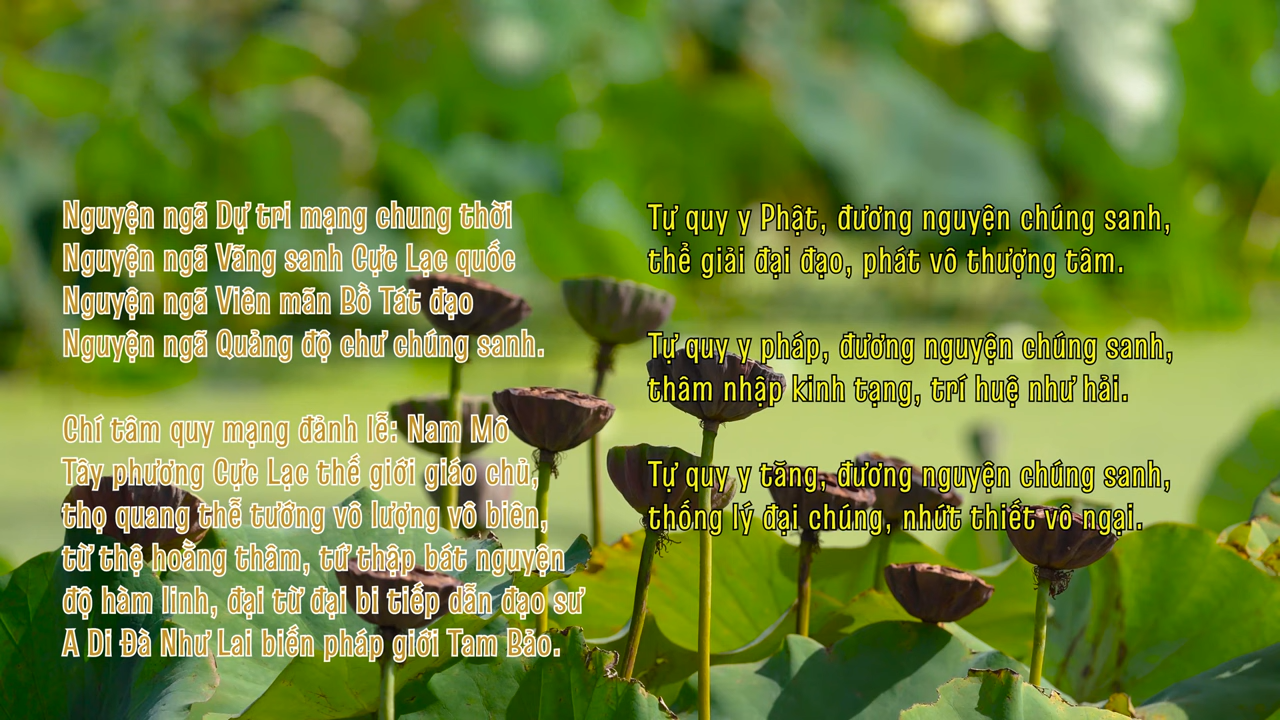 Nguyện ngã Dự tri mạng chung thời
Nguyện ngã Vãng sanh Cực Lạc quốc
Nguyện ngã Viên mãn Bồ Tát đạo
Nguyện ngã Quảng độ chư chúng sanh.
Chí tâm quy mạng đảnh lễ: Nam Mô
Tây phương Cực Lạc thế giới giáo chủ,
thọ quang thễ tướng vô lượng vô biên,
từ thệ hoằng thâm, tứ thập bát nguyện
độ hàm linh, đại từ đại bi tiếp dẫn đạo sư
A Di Đà Như Lai biến pháp giới Tam Bảo.
Tự quy y Phật, đương nguyện chúng sanh,
thể giải đại đạo, phát vô thượng tâm.
Tự quy y pháp, đương nguyện chúng sanh,
thâm nhập kinh tạng, trí huệ như hải.
Tự quy y tăng, đương nguyện chúng sanh,
thống lý đại chúng, nhứt thiết vô ngại.